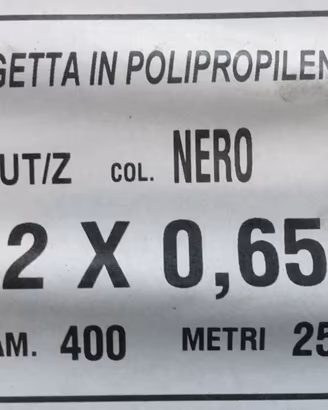 GETTA IN POLIPROPILEN
UT/Z COL. NERO
2 X 0,65
AM. 400 METRI 25